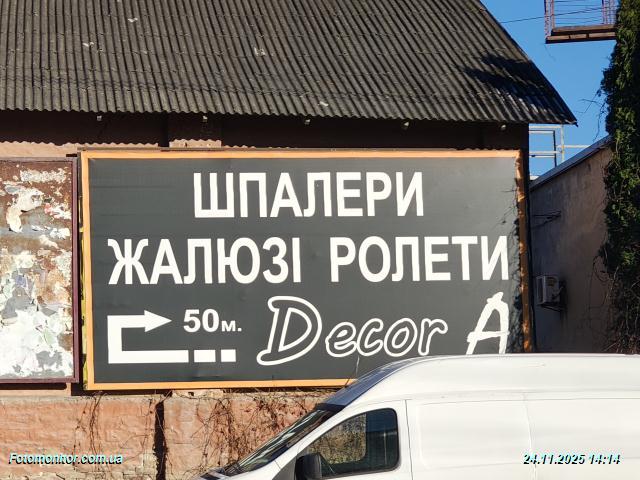 ШПАЛЕРИ
ЖАЛЮЗІ РОЛЕТИ
50м. Decor A
Fotomonitor.com.ua
24.11.2025 14:14